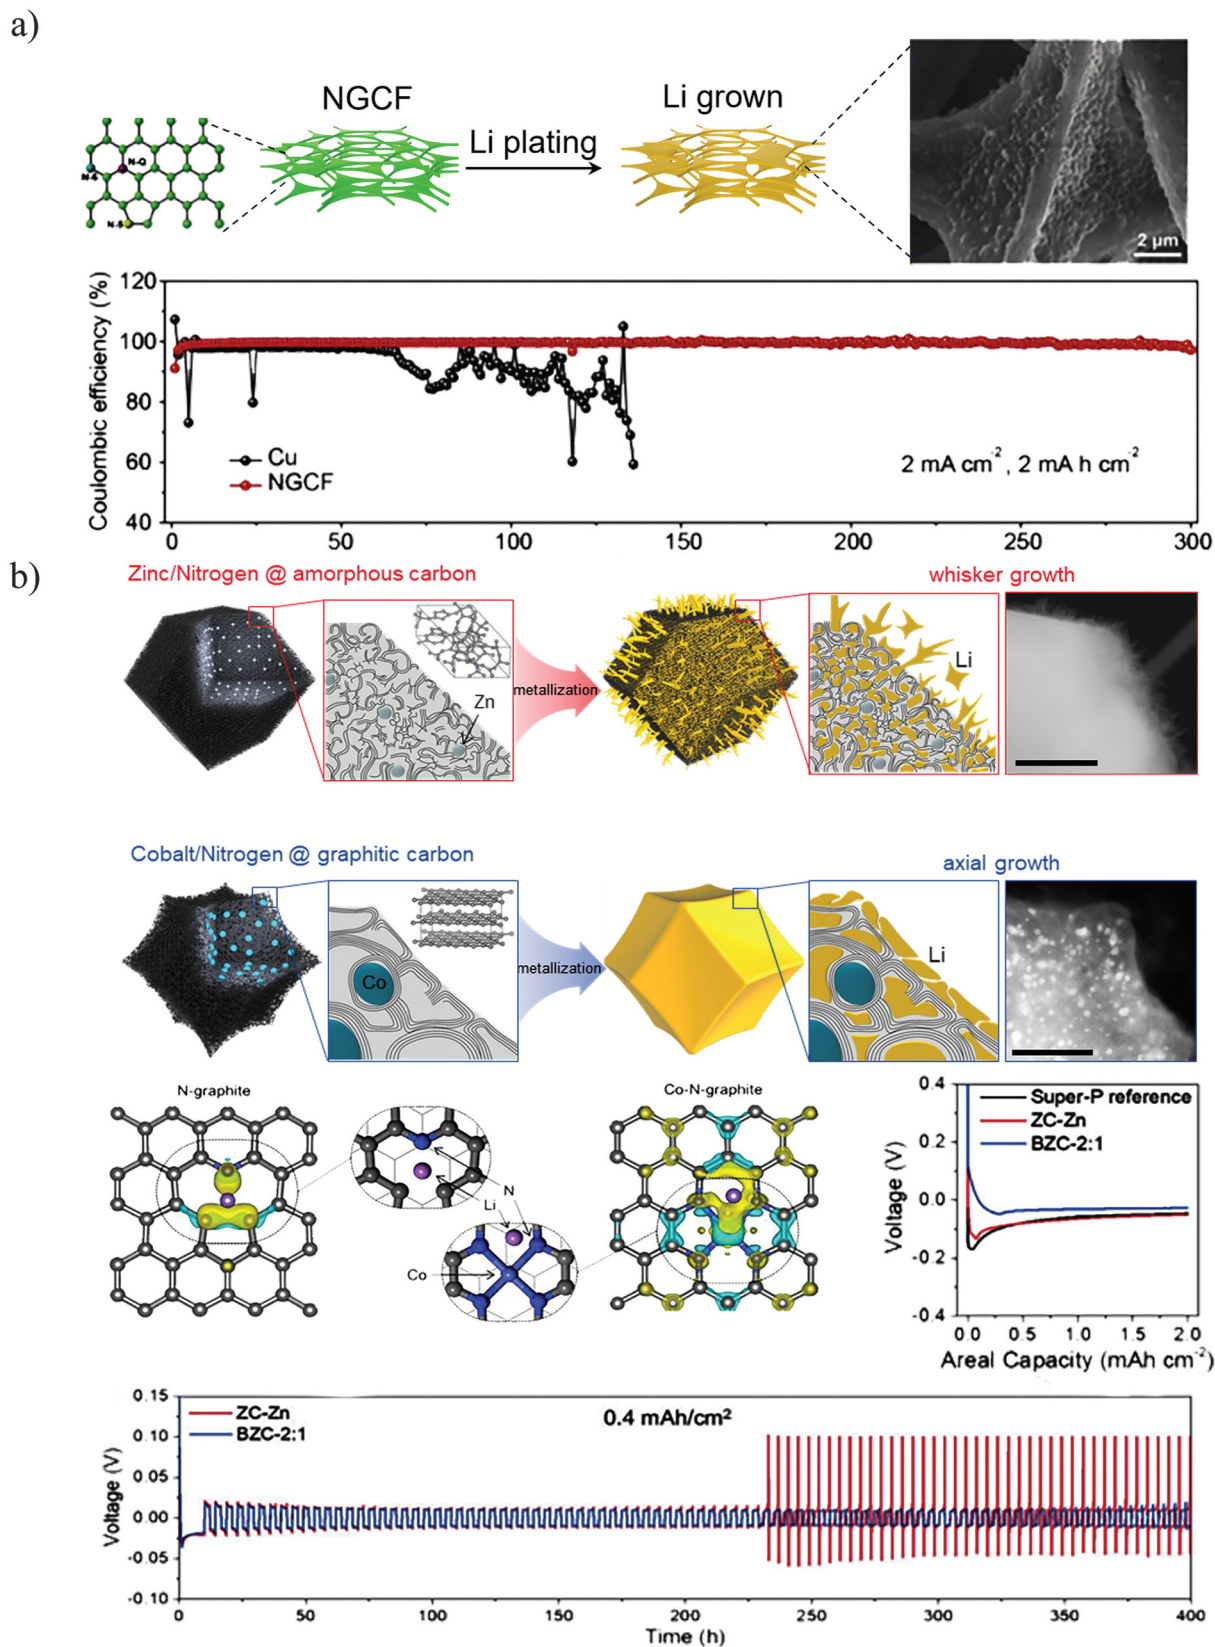 a)
NGCF
Li plating
Li grown
N-Q
N-6
N-5
2 μm
Coulombic efficiency (%)
120
100
80
60
40
Cu
NGCF
2 mA cm-2, 2 mA h cm-2
0 50 100 150 200 250 300
b)
Zinc/Nitrogen @ amorphous carbon
whisker growth
Zn
metallization
Li
Cobalt/Nitrogen @ graphitic carbon
axial growth
Co
metallization
Li
N-graphite
Co-N-graphite
N
Li
Co
Voltage (V)
0.4
0.2
0.0
-0.2
-0.4
Super-P reference
ZC-Zn
BZC-2:1
0.0 0.5 1.0 1.5 2.0
Areal Capacity (mAh cm-2)
Voltage (V)
0.15
0.10
0.05
0.00
-0.05
-0.10
ZC-Zn
BZC-2:1
0.4 mAh/cm2
0 50 100 150 200 250 300 350 400
Time (h)